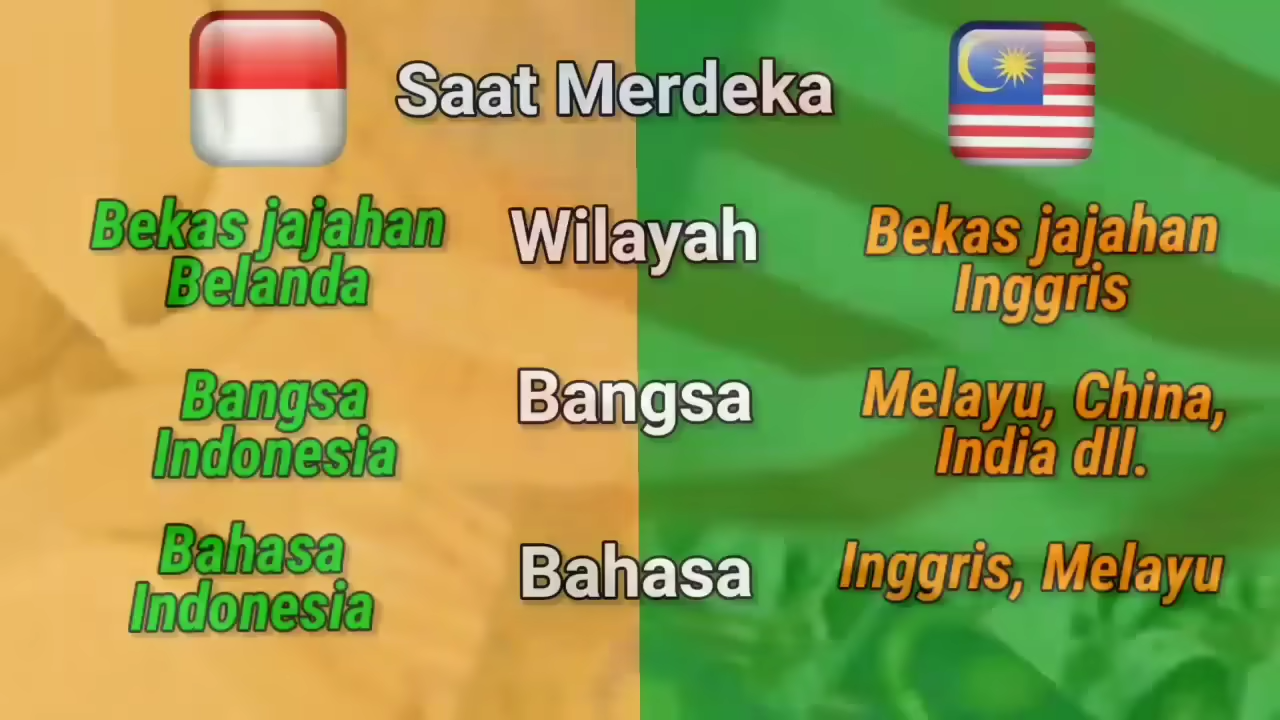 Saat Merdeka
Bekas jajahan
Belanda
Wilayah
Bekas jajahan
Inggris
Bangsa
Indonesia
Bangsa
Melayu, China,
India dll.
Bahasa
Indonesia
Bahasa
Inggris, Melayu